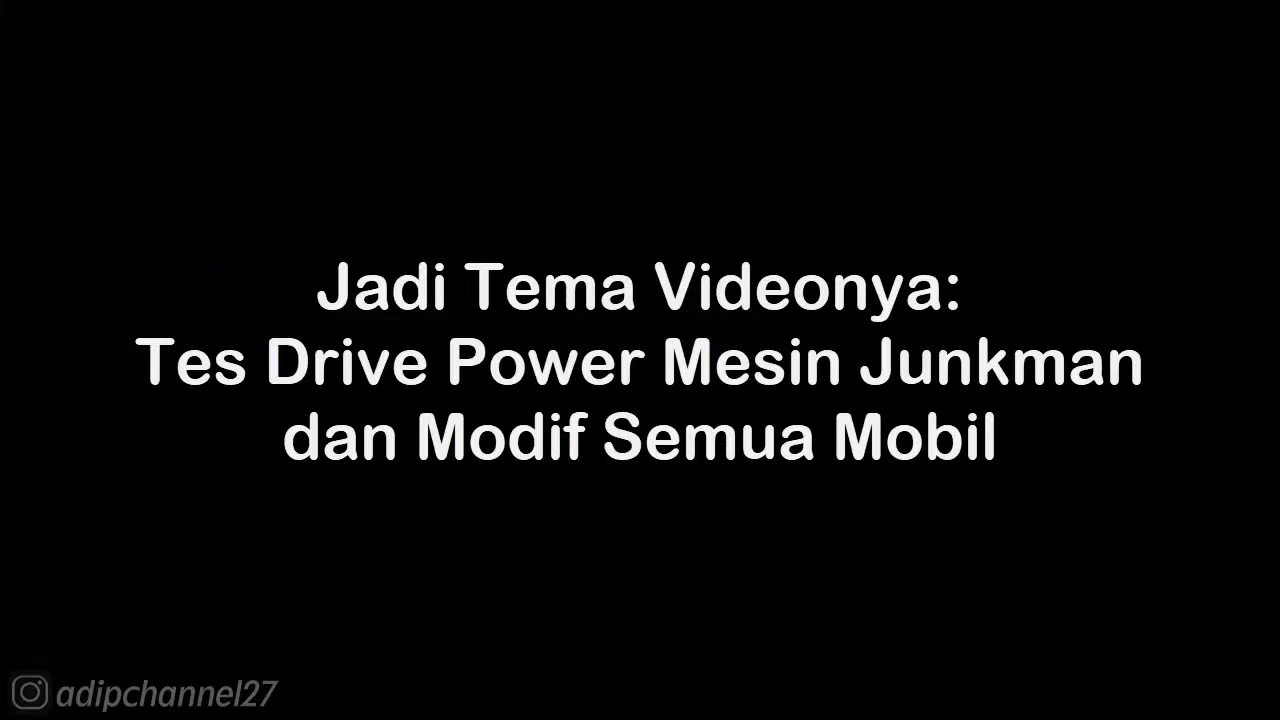 Jadi Tema Videonya:
Tes Drive Power Mesin Junkman
dan Modif Semua Mobil
adipchannel27